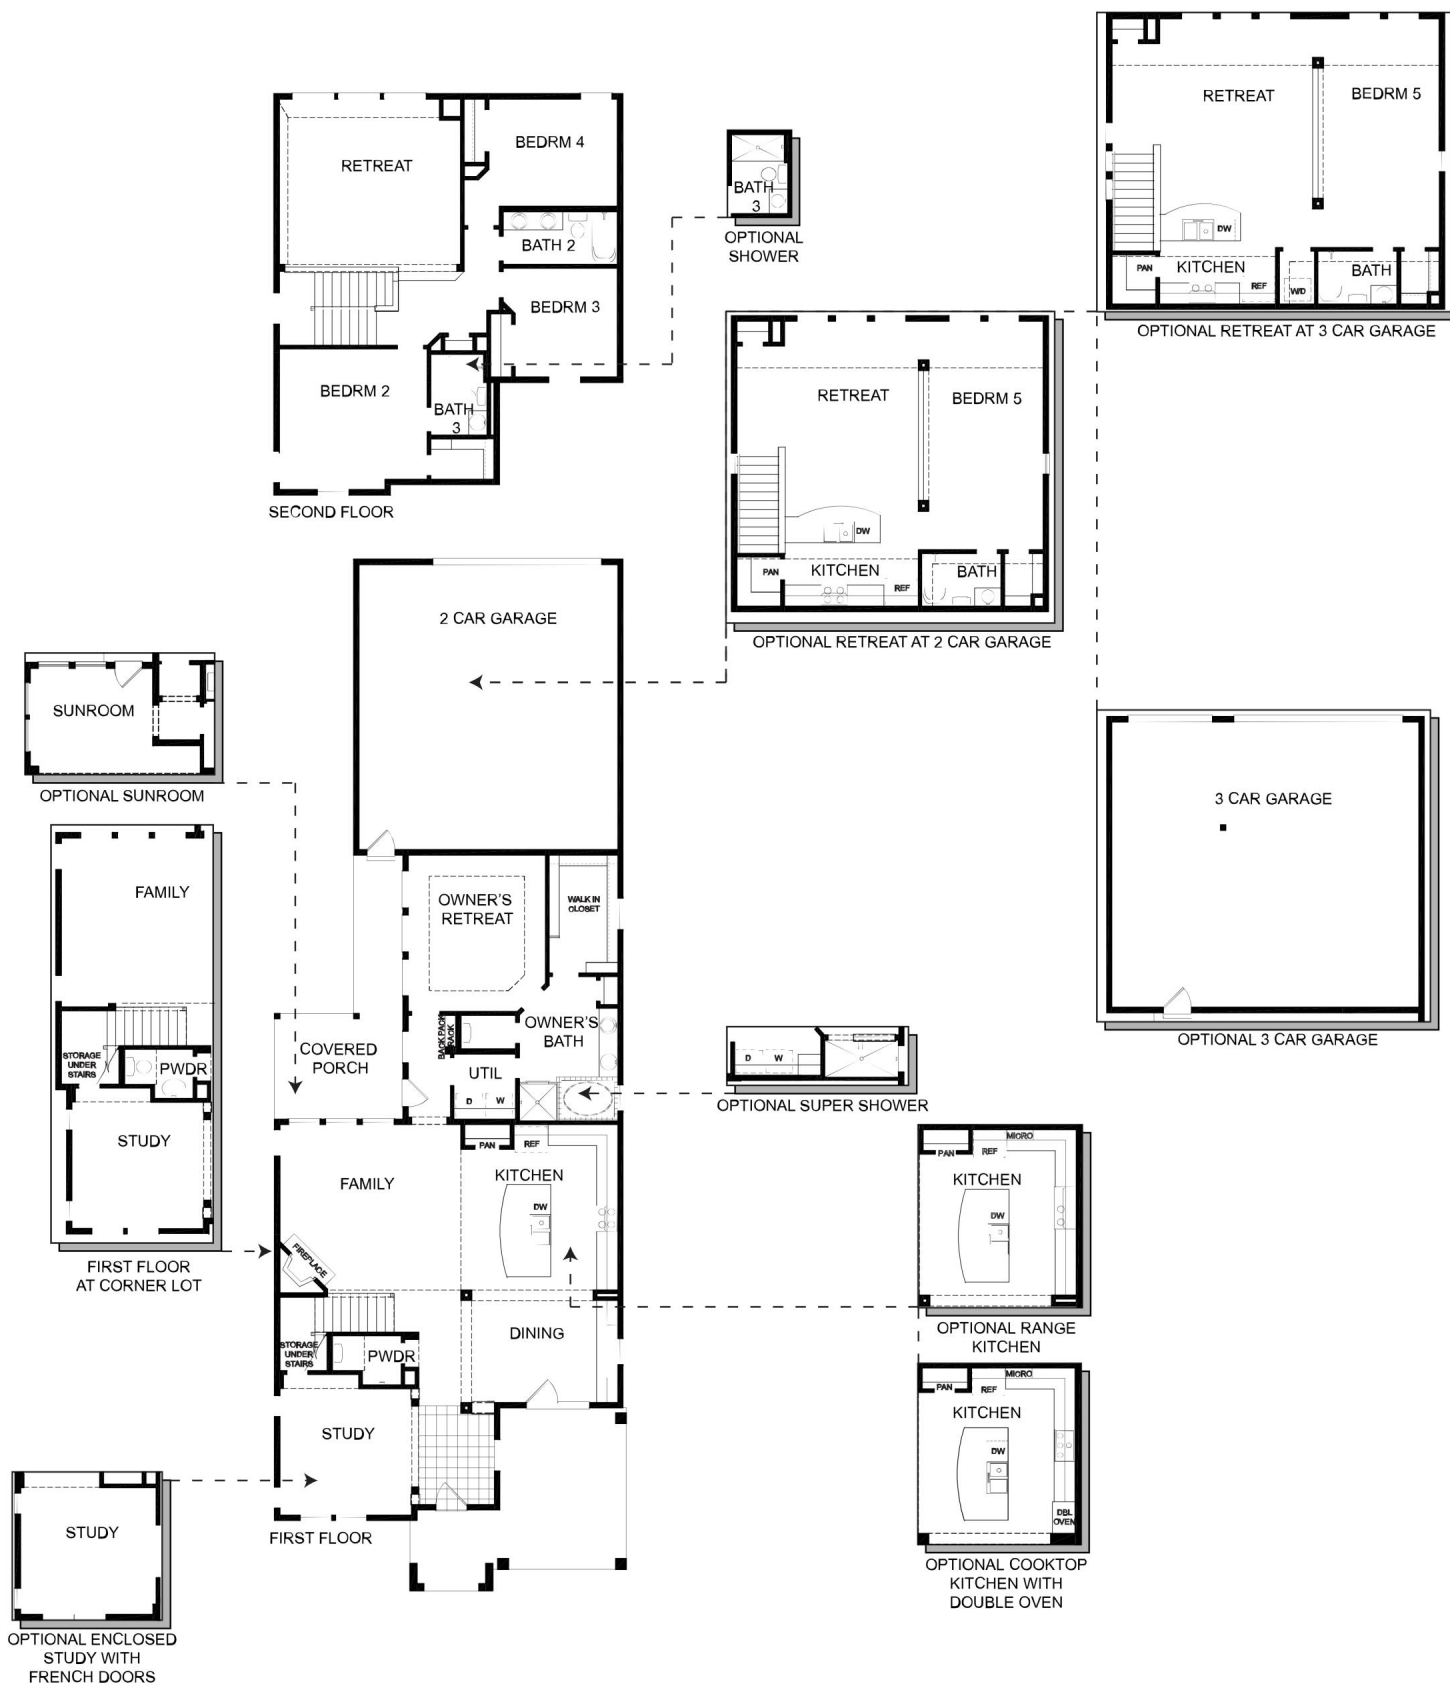 RETREAT
BEDRM 5
DW
PAN
KITCHEN
REF
W/D
BATH
OPTIONAL RETREAT AT 3 CAR GARAGE
RETREAT
BEDRM 4
BATH 2
BEDRM 3
BEDRM 2
BATH
3
SECOND FLOOR
BATH
3
OPTIONAL
SHOWER
RETREAT
BEDRM 5
DW
PAN
KITCHEN
REF
BATH
OPTIONAL RETREAT AT 2 CAR GARAGE
2 CAR GARAGE
SUNROOM
OPTIONAL SUNROOM
3 CAR GARAGE
OPTIONAL 3 CAR GARAGE
FAMILY
STORAGE
UNDER
STAIRS
PWDR
STUDY
FIRST FLOOR
AT CORNER LOT
OWNER'S
RETREAT
WALK IN
CLOSET
BACK PACK
RACK
OWNER'S
BATH
COVERED
PORCH
UTIL
D
W
D
W
OPTIONAL SUPER SHOWER
PAN
REF
KITCHEN
DW
FAMILY
FIREPLACE
DINING
STORAGE
UNDER
STAIRS
PWDR
STUDY
FIRST FLOOR
MICRO
PAN
REF
KITCHEN
DW
OPTIONAL RANGE
KITCHEN
MICRO
PAN
REF
KITCHEN
DW
DBL
OVEN
OPTIONAL COOKTOP
KITCHEN WITH
DOUBLE OVEN
STUDY
OPTIONAL ENCLOSED
STUDY WITH
FRENCH DOORS